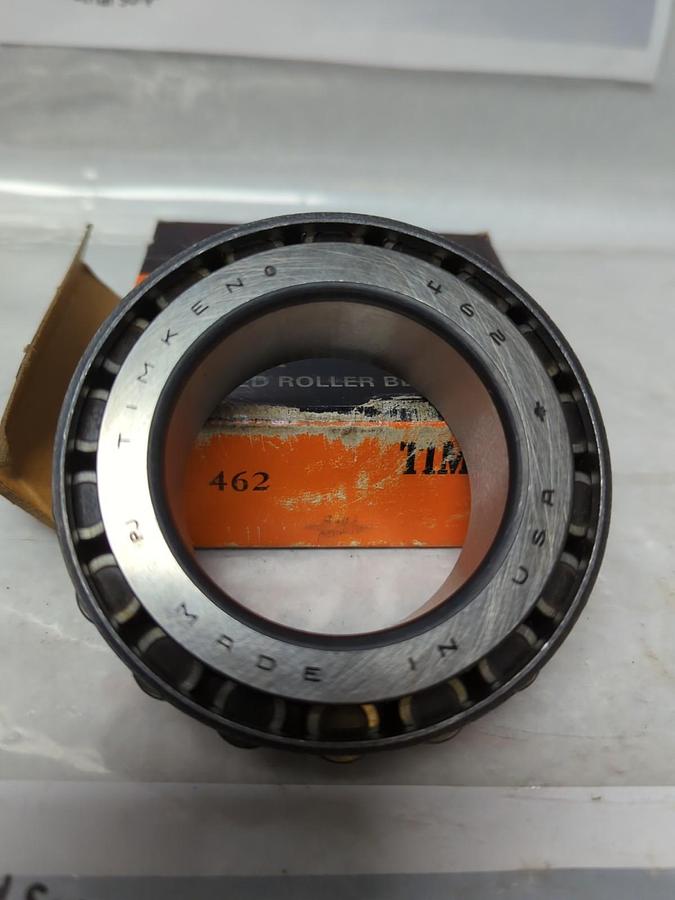 TIMKEN® 462 * USA
PJ MADE IN
ED ROLLER BE
TIM
462